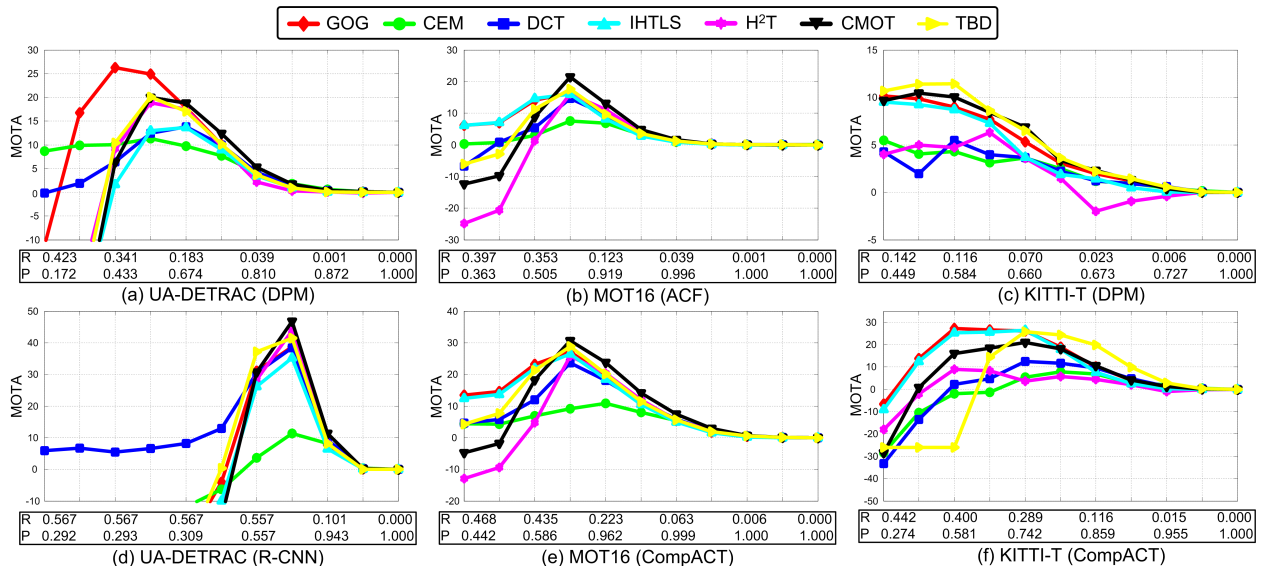 GOG CEM DCT IHTLS H²T CMOT TBD
MOTA
30
25
20
15
10
5
0
-5
-10
R 0.423 0.341 0.183 0.039 0.001 0.000
P 0.172 0.433 0.674 0.810 0.872 1.000
(a) UA-DETRAC (DPM)
MOTA
30
20
10
0
-10
-20
-30
R 0.397 0.353 0.123 0.039 0.001 0.000
P 0.363 0.505 0.919 0.996 1.000 1.000
(b) MOT16 (ACF)
MOTA
15
10
5
0
-5
R 0.142 0.116 0.070 0.023 0.006 0.000
P 0.449 0.584 0.660 0.673 0.727 1.000
(c) KITTI-T (DPM)
MOTA
50
40
30
20
10
0
-10
R 0.567 0.567 0.567 0.557 0.101 0.000
P 0.292 0.293 0.309 0.557 0.943 1.000
(d) UA-DETRAC (R-CNN)
MOTA
40
30
20
10
0
-10
-20
R 0.468 0.435 0.223 0.063 0.006 0.000
P 0.442 0.586 0.962 0.999 1.000 1.000
(e) MOT16 (CompACT)
MOTA
30
20
10
0
-10
-20
-30
-40
-50
R 0.442 0.400 0.289 0.116 0.015 0.000
P 0.274 0.581 0.742 0.859 0.955 1.000
(f) KITTI-T (CompACT)